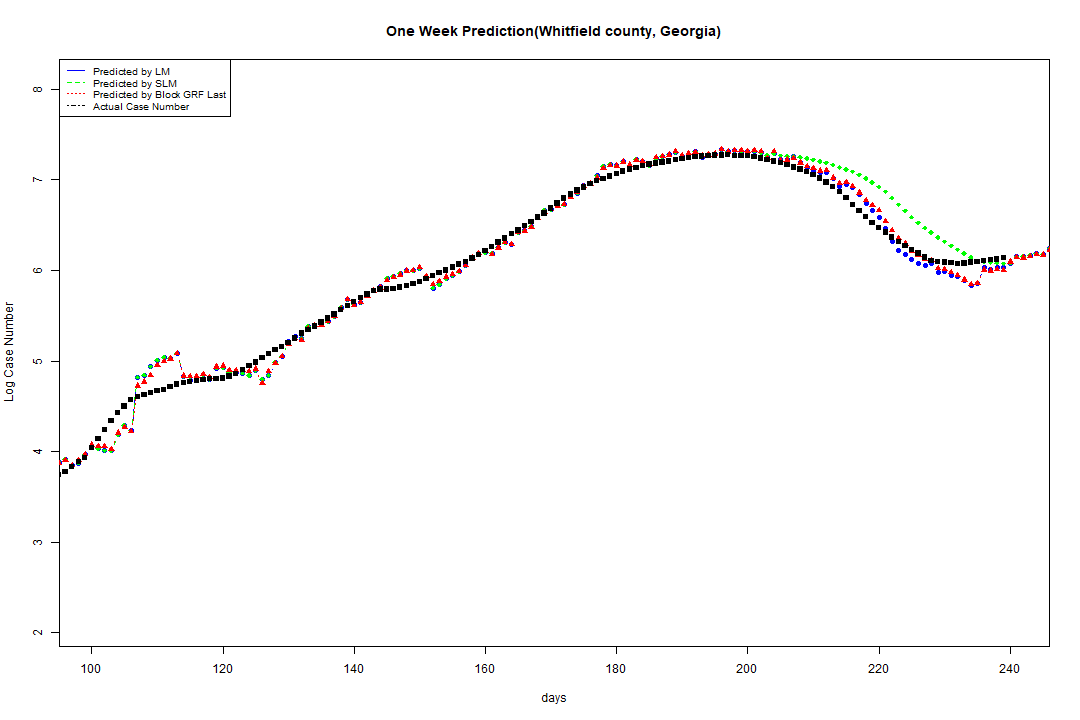 One Week Prediction(Whitfield county, Georgia)
Predicted by LM
Predicted by SLM
Predicted by Block GRF Last
Actual Case Number
8
7
6
5
4
3
2
Log Case Number
100 120 140 160 180 200 220 240
days